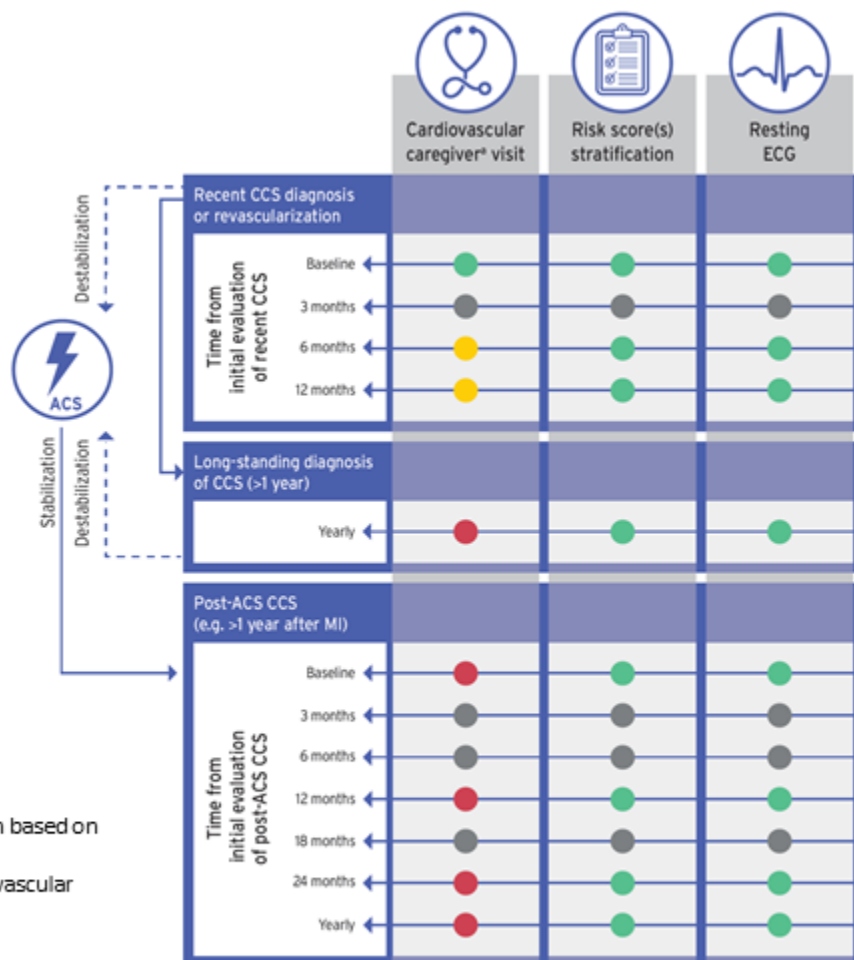 Cardiovascular
caregiverª visit
Risk score(s)
stratification
Resting
ECG
Recent CCS diagnosis
or revascularization
Time from
initial evaluation
of recent CCS
Baseline
3 months
6 months
12 months
Destabilization
ACS
Stabilization
Destabilization
Long-standing diagnosis
of CCS (>1 year)
Yearly
Post-ACS CCS
(e.g. >1 year after MI)
Time from
initial evaluation
of post-ACS CCS
Baseline
3 months
6 months
12 months
18 months
24 months
Yearly
based on